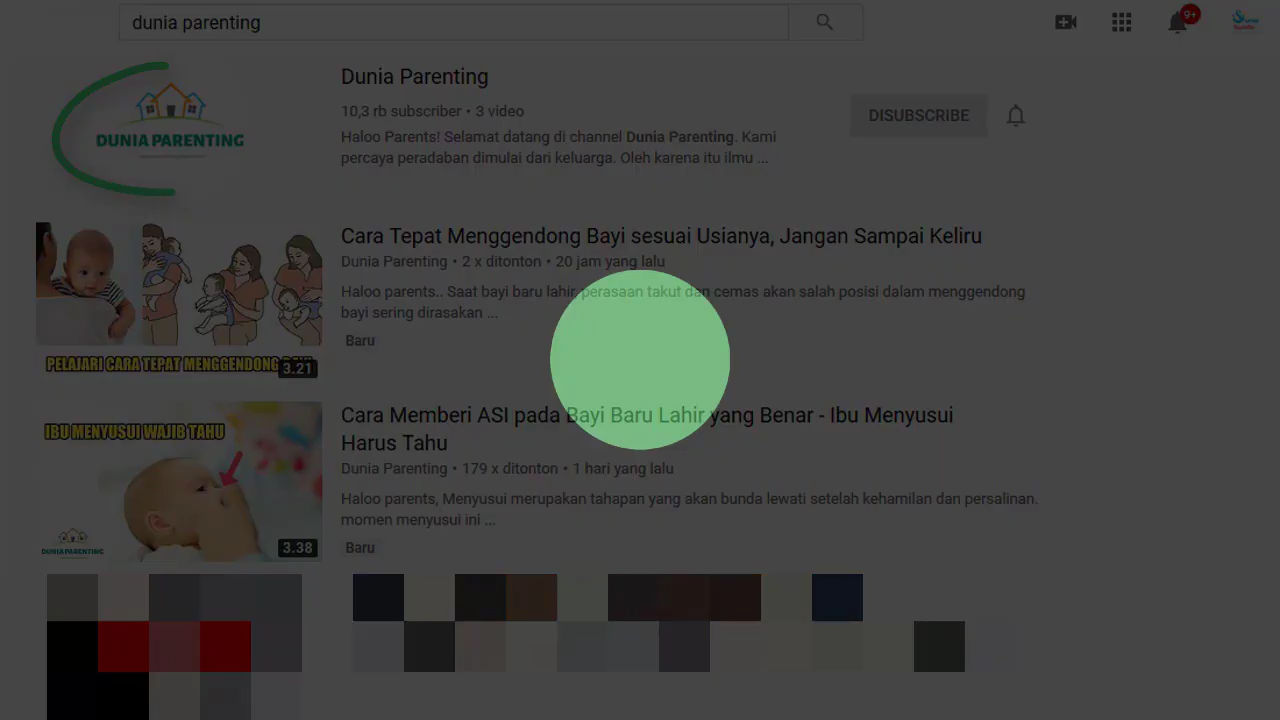 dunia parenting
9+
Dunia Parenting
10,3 rb subscriber • 3 video
DISUBSCRIBE
DUNIA PARENTING
Haloo Parents! Selamat datang di channel Dunia Parenting. Kami
percaya peradaban dimulai dari keluarga. Oleh karena itu ilmu ...
Cara Tepat Menggendong Bayi sesuai Usianya, Jangan Sampai Keliru
Dunia Parenting • 2 x ditonton • 20 jam yang lalu
Haloo parents.. Saat bayi baru lahir, perasaan takut dan cemas akan salah posisi dalam menggendong
bayi sering dirasakan ...
Baru
PELAJARI CARA TEPAT MENGGENDONG
3.21
Cara Memberi ASI pada Bayi Baru Lahir yang Benar - Ibu Menyusui
Harus Tahu
IBU MENYUSUI WAJIB TAHU
Dunia Parenting • 179 x ditonton • 1 hari yang lalu
Haloo parents, Menyusui merupakan tahapan yang akan bunda lewati setelah kehamilan dan persalinan.
momen menyusui ini ...
DUNIA PARENTING
3.38
Baru